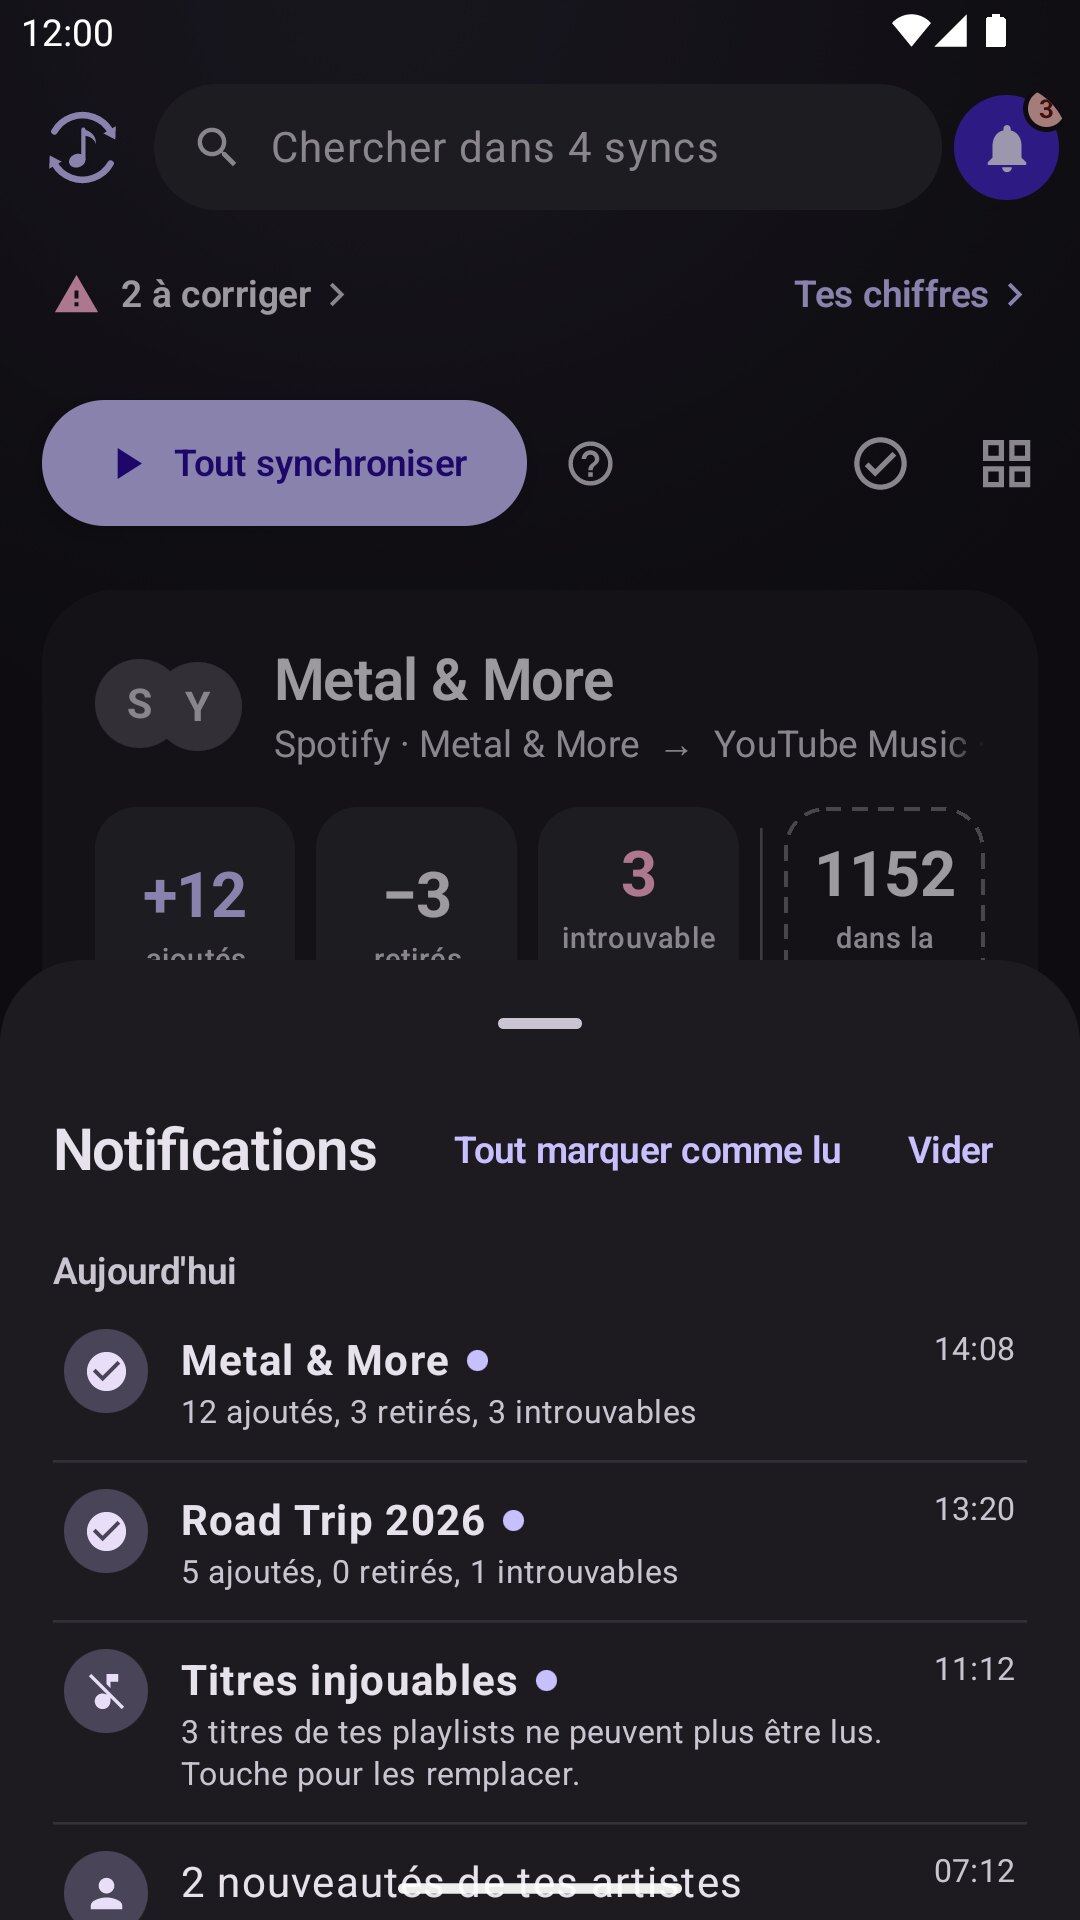 12:00
Chercher dans 4 syncs
3
2 à corriger
Tes chiffres
Tout synchroniser
S Y
Metal & More
Spotify · Metal & More → YouTube Music
+12
ajoutés
−3
retirés
3
introuvable
1152
dans la
Notifications
Tout marquer comme lu
Vider
Aujourd'hui
Metal & More
14:08
12 ajoutés, 3 retirés, 3 introuvables
Road Trip 2026
13:20
5 ajoutés, 0 retirés, 1 introuvables
Titres injouables
11:12
3 titres de tes playlists ne peuvent plus être lus.
Touche pour les remplacer.
2 nouveautés de tes artistes
07:12